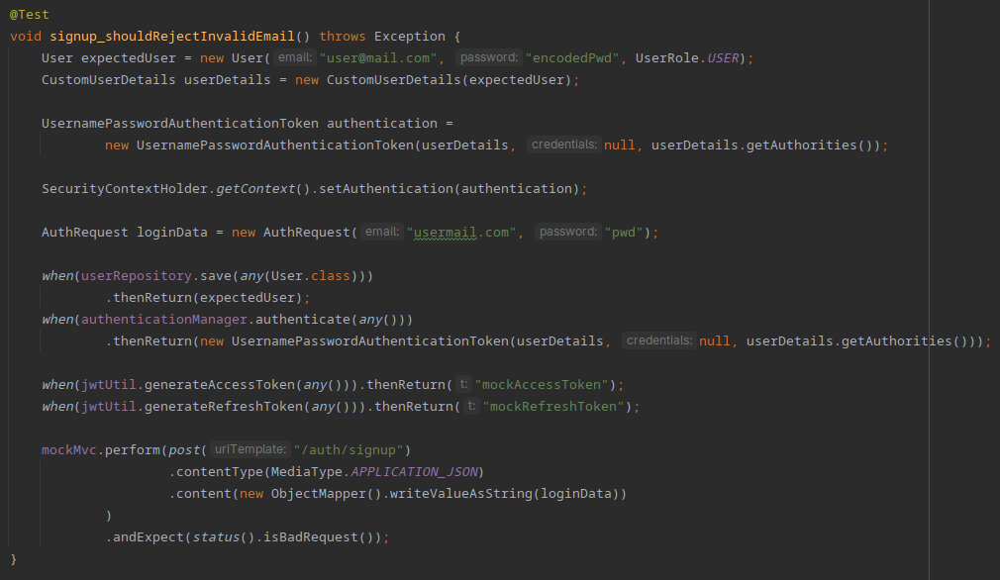 @Test
void signup_shouldRejectInvalidEmail() throws Exception {
    User expectedUser = new User( email: "user@mail.com", password: "encodedPwd", UserRole.USER);
    CustomUserDetails userDetails = new CustomUserDetails(expectedUser);

    UsernamePasswordAuthenticationToken authentication =
            new UsernamePasswordAuthenticationToken(userDetails, credentials: null, userDetails.getAuthorities());

    SecurityContextHolder.getContext().setAuthentication(authentication);

    AuthRequest loginData = new AuthRequest( email: "usermail.com", password: "pwd");

    when(userRepository.save(any(User.class)))
            .thenReturn(expectedUser);
    when(authenticationManager.authenticate(any()))
            .thenReturn(new UsernamePasswordAuthenticationToken(userDetails, credentials: null, userDetails.getAuthorities()));

    when(jwtUtil.generateAccessToken(any())).thenReturn( t: "mockAccessToken");
    when(jwtUtil.generateRefreshToken(any())).thenReturn( t: "mockRefreshToken");

    mockMvc.perform(post( uriTemplate: "/auth/signup")
                    .contentType(MediaType.APPLICATION_JSON)
                    .content(new ObjectMapper().writeValueAsString(loginData))
            )
            .andExpect(status().isBadRequest());
}